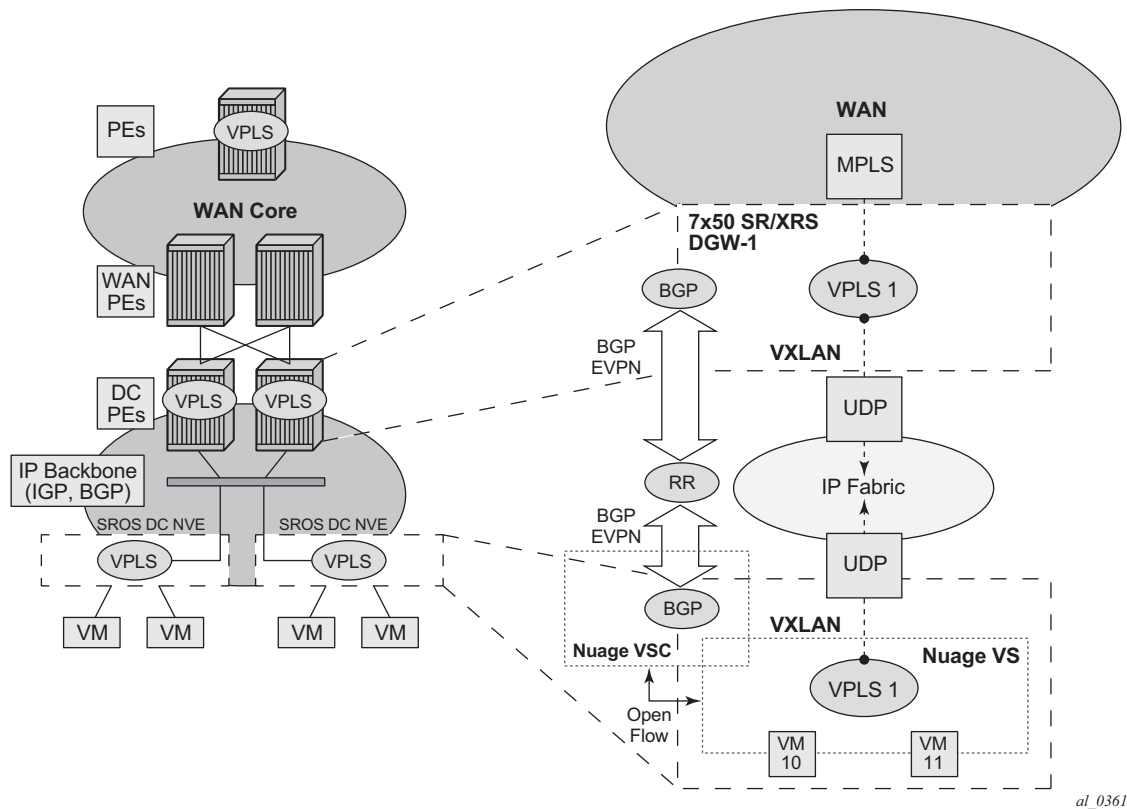 PEs
VPLS
WAN Core
WAN
PEs
DC
PEs
VPLS
VPLS
IP Backbone
(IGP, BGP)
SROS DC NVE
SROS DC NVE
VPLS
VPLS
VM
VM
VM
VM
WAN
MPLS
7x50 SR/XRS
DGW-1
BGP
VPLS 1
BGP
EVPN
VXLAN
UDP
RR
IP Fabric
BGP
EVPN
UDP
BGP
VXLAN
Nuage VSC
Nuage VS
VPLS 1
Open
Flow
VM
10
VM
11
al_0361